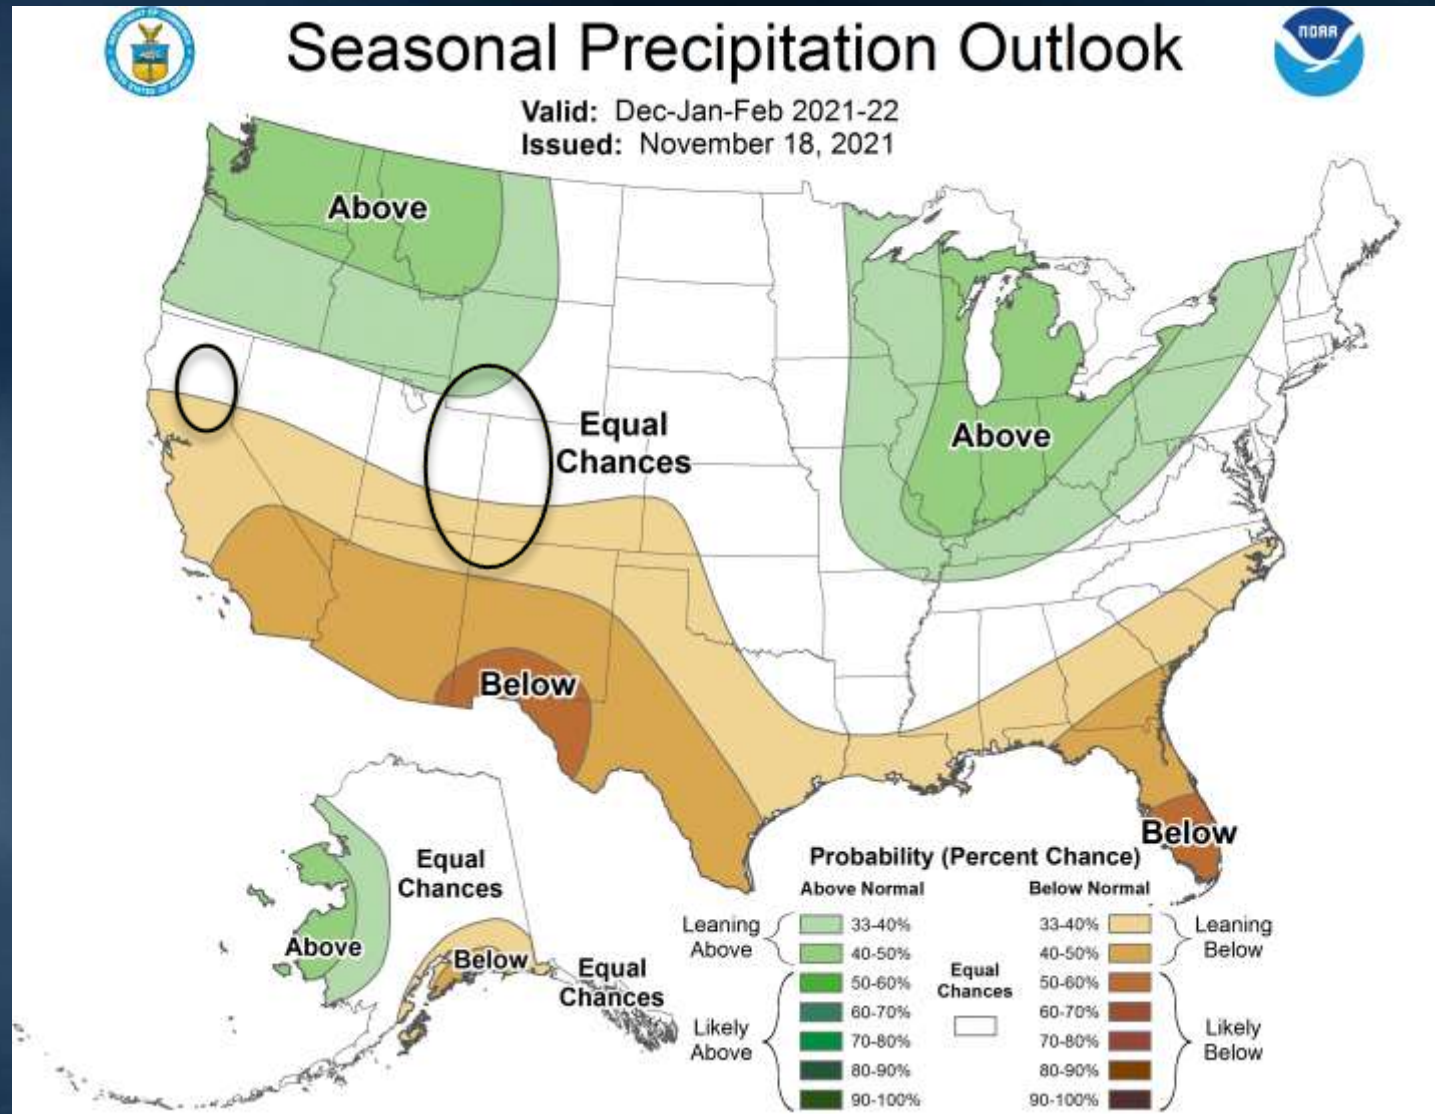 Seasonal Precipitation Outlook
NOAA
Valid: Dec-Jan-Feb 2021-22
Issued: November 18, 2021
Above
Equal
Chances
Above
Below
Below
Equal
Chances
Above
Below
Equal
Chances
Probability (Percent Chance)
Above Normal
Below Normal
Leaning
Above
33-40%
40-50%
Likely
Above
50-60%
60-70%
70-80%
80-90%
90-100%
Equal
Chances
33-40%
40-50%
Leaning
Below
50-60%
60-70%
70-80%
80-90%
90-100%
Likely
Below